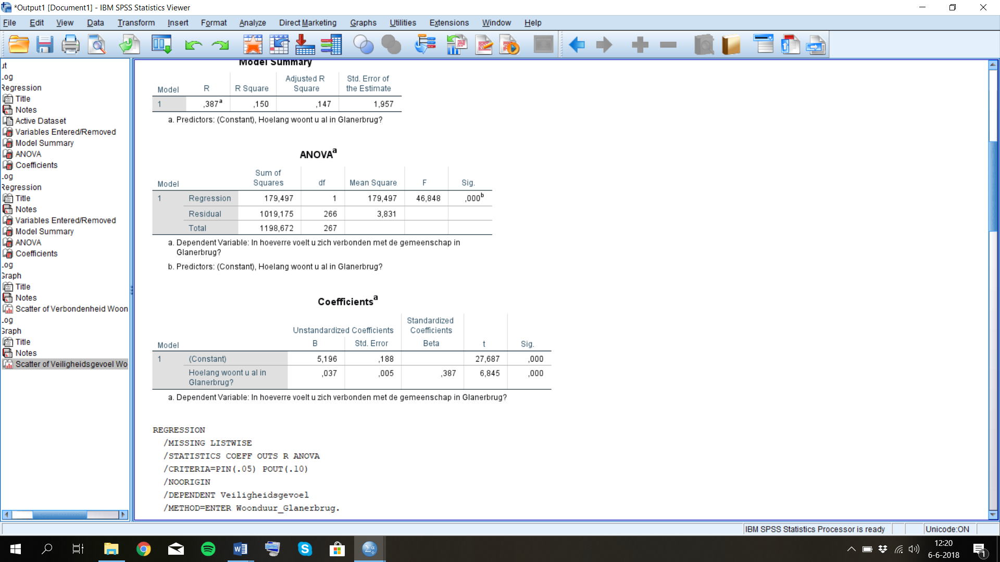 *Output1 [Document1] - IBM SPSS Statistics Viewer
File Edit View Data Transform Insert Format Analyze Direct Marketing Graphs Utilities Extensions Window Help
ut
Log
Regression
Title
Notes
Active Dataset
Variables Entered/Removed
Model Summary
ANOVA
Coefficients
Log
Regression
Title
Notes
Variables Entered/Removed
Model Summary
ANOVA
Coefficients
Log
Graph
Title
Notes
Scatter of Verbondenheid Woon
Log
Graph
Title
Notes
Scatter of Veiligheidsgevoel Wo
Model Summary
Model R R Square Adjusted R Square Std. Error of the Estimate
1 ,387a ,150 ,147 1,957
a. Predictors: (Constant), Hoelang woont u al in Glanerbrug?
ANOVAa
Model Sum of Squares df Mean Square F Sig.
1 Regression 179,497 1 179,497 46,848 ,000b
Residual 1019,175 266 3,831
Total 1198,672 267
a. Dependent Variable: In hoeverre voelt u zich verbonden met de gemeenschap in
Glanerbrug?
b. Predictors: (Constant), Hoelang woont u al in Glanerbrug?
Coefficientsa
Unstandardized Coefficients Standardized Coefficients
Model B Std. Error Beta t Sig.
1 (Constant) 5,196 ,188 27,687 ,000
Hoelang woont u al in Glanerbrug? ,037 ,005 ,387 6,845 ,000
a. Dependent Variable: In hoeverre voelt u zich verbonden met de gemeenschap in Glanerbrug?
REGRESSION
/MISSING LISTWISE
/STATISTICS COEFF OUTS R ANOVA
/CRITERIA=PIN(.05) POUT(.10)
/NOORIGIN
/DEPENDENT Veiligheidsgevoel
/METHOD=ENTER Woonduur_Glanerbrug.
IBM SPSS Statistics Processor is ready Unicode:ON
12:20
6-6-2018
1